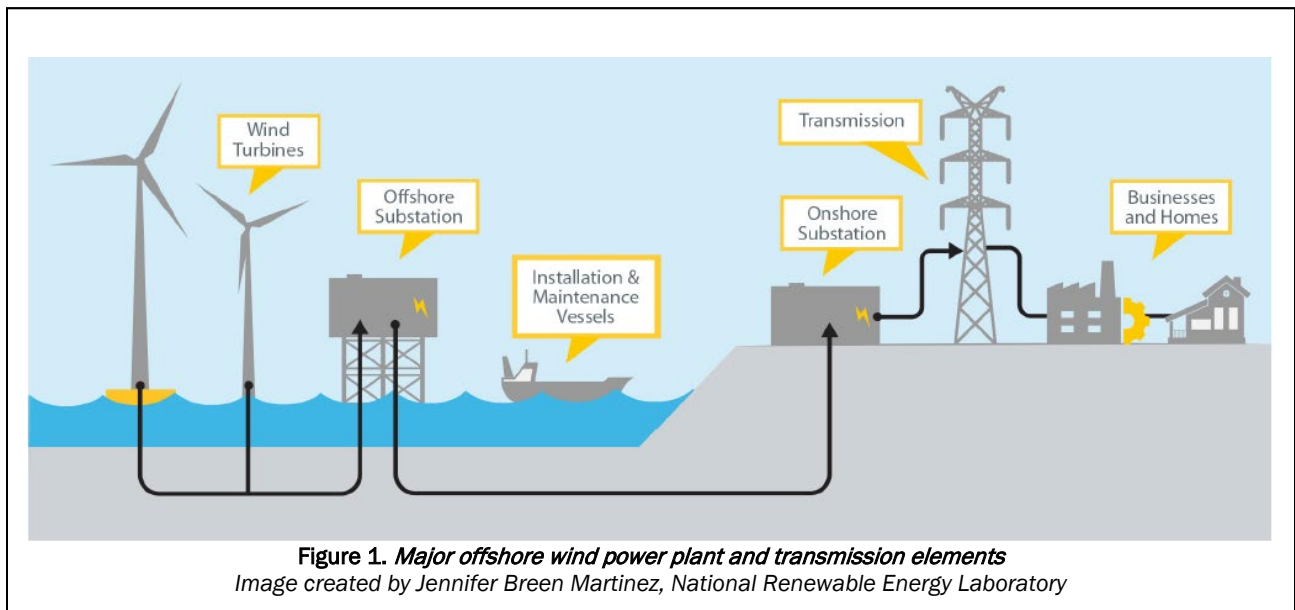 Wind
Turbines
Offshore
Substation
Installation &
Maintenance
Vessels
Transmission
Onshore
Substation
Businesses
and Homes
Figure 1. Major offshore wind power plant and transmission elements
Image created by Jennifer Breen Martinez, National Renewable Energy Laboratory